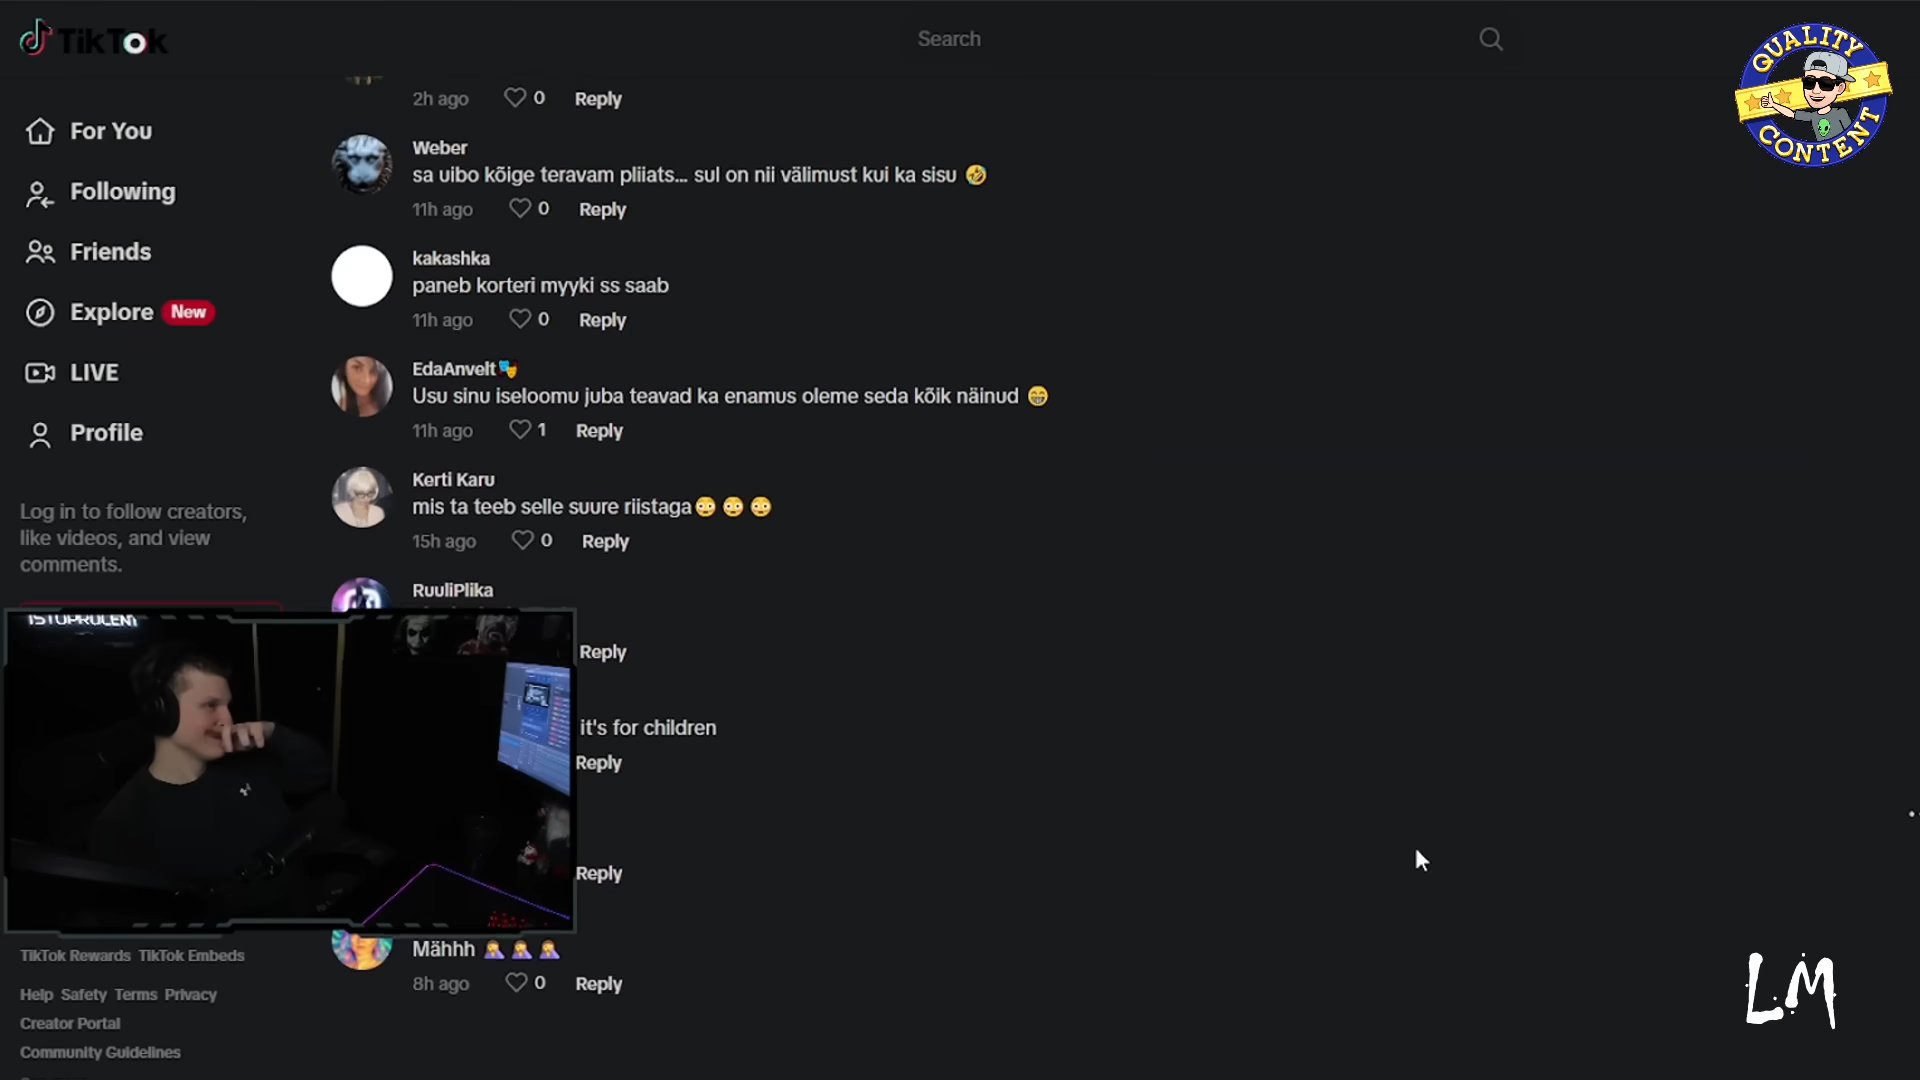 TikTok
Search
QUALITY
CONTENT
2h ago 0 Reply
For You
Following
Friends
Explore New
LIVE
Profile
Log in to follow creators,
like videos, and view
comments.
Weber
sa uibo kõige teravam pliiats... sul on nii välimust kui ka sisu 🤣
11h ago 0 Reply
kakashka
paneb korteri myyki ss saab
11h ago 0 Reply
EdaAnvelt🎭
Usu sinu iseloomu juba teavad ka enamus oleme seda kõik näinud 😁
11h ago 1 Reply
Kerti Karu
mis ta teeb selle suure riistaga😳 😳 😳
15h ago 0 Reply
RuuliPlika
Reply
it's for children
Reply
Reply
Mähhh 🤦‍♀️ 🤦‍♀️ 🤦‍♀️
8h ago 0 Reply
TikTok Rewards TikTok Embeds
Help Safety Terms Privacy
Creator Portal
Community Guidelines
LM